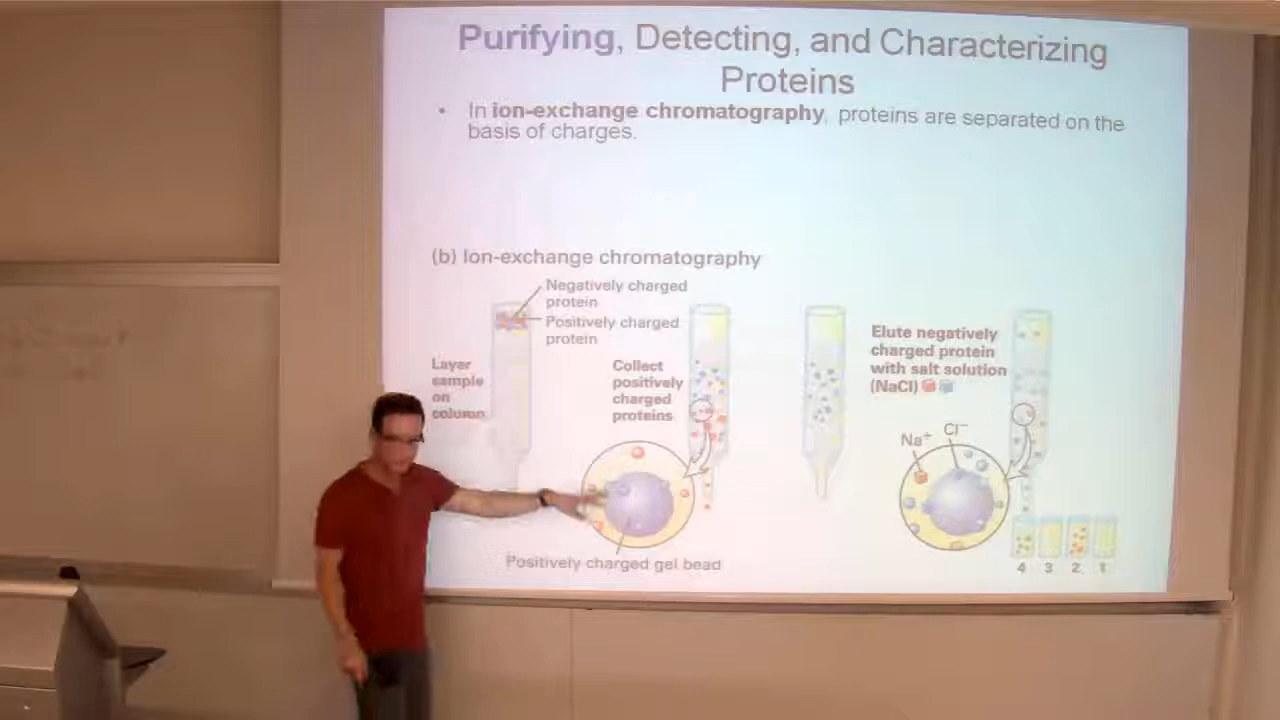 Purifying, Detecting, and Characterizing
Proteins
• In ion-exchange chromatography, proteins are separated on the
basis of charges.
(b) Ion-exchange chromatography
Negatively charged
protein
Positively charged
protein
Layer
sample
on
column
Collect
positively
charged
proteins
Positively charged gel bead
Elute negatively
charged protein
with salt solution
(NaCl)
Na⁺
Cl⁻
4 3 2 1